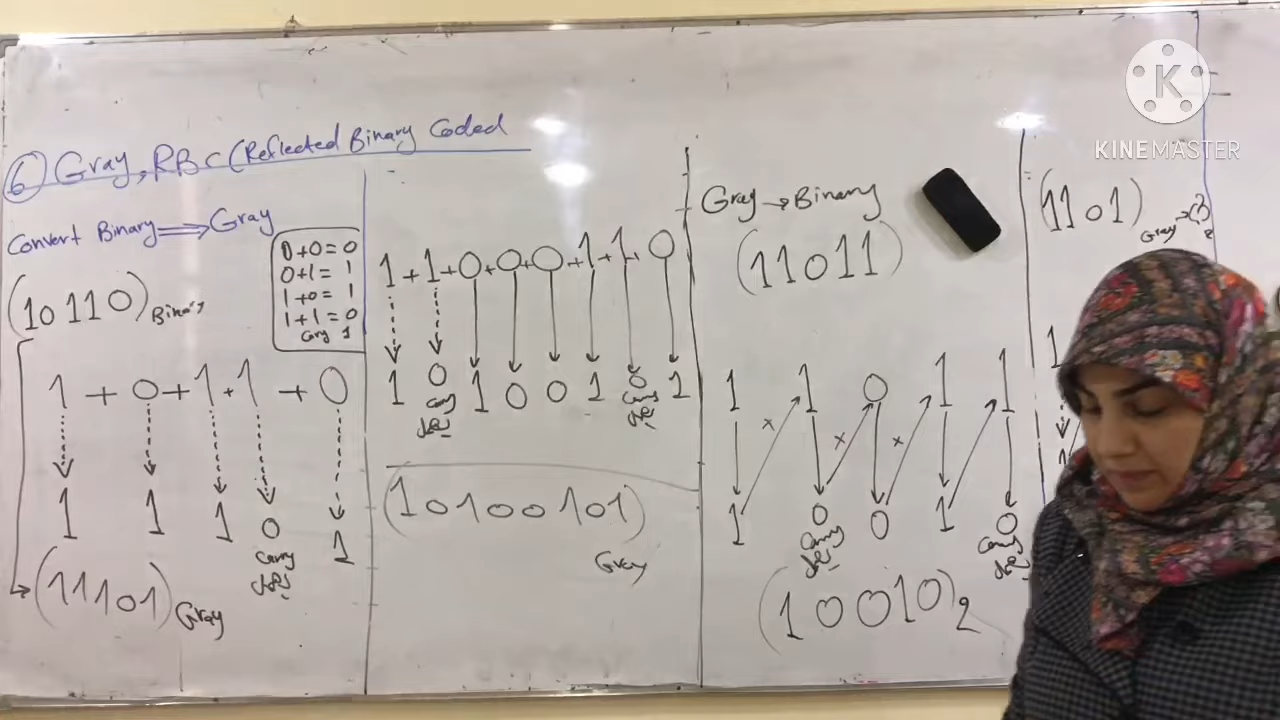 6 Gray, RBC (Reflected Binary Coded
Convert Binary ⇒ Gray
0+0=0
0+1=1
1+0=1
1+1=0
Carry 1
(10110) Binary
1 + 0 + 1 + 1 + 0
1 1 1 0 1
Carry
(11101) Gray
1+1+0+0+0+1+1+0
1 0 1 0 0 1 0 1
Carry Carry
(10100101)
Gray
Gray → Binary
(11011)
1 1 0 1 1
x x x
1 0 0 1 0
Carry Carry
(10010)2
(1101)
Gray→( )2
1
1
K
KINEMASTER